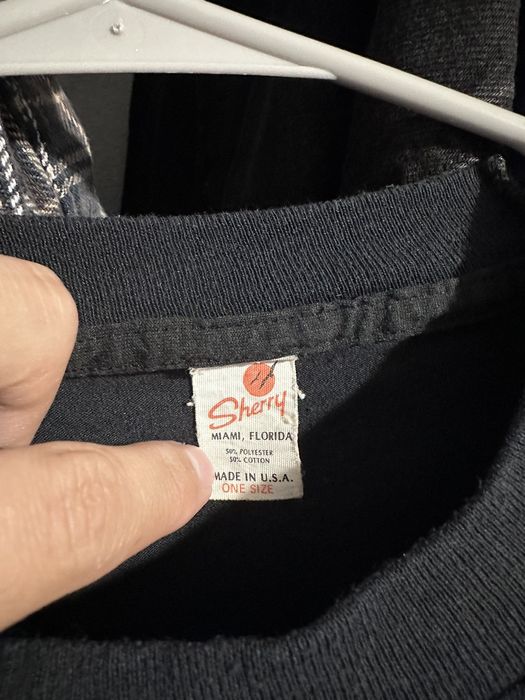 Sherry
MIAMI, FLORIDA
50% POLYESTER
50% COTTON
MADE IN U.S.A.
ONE SIZE